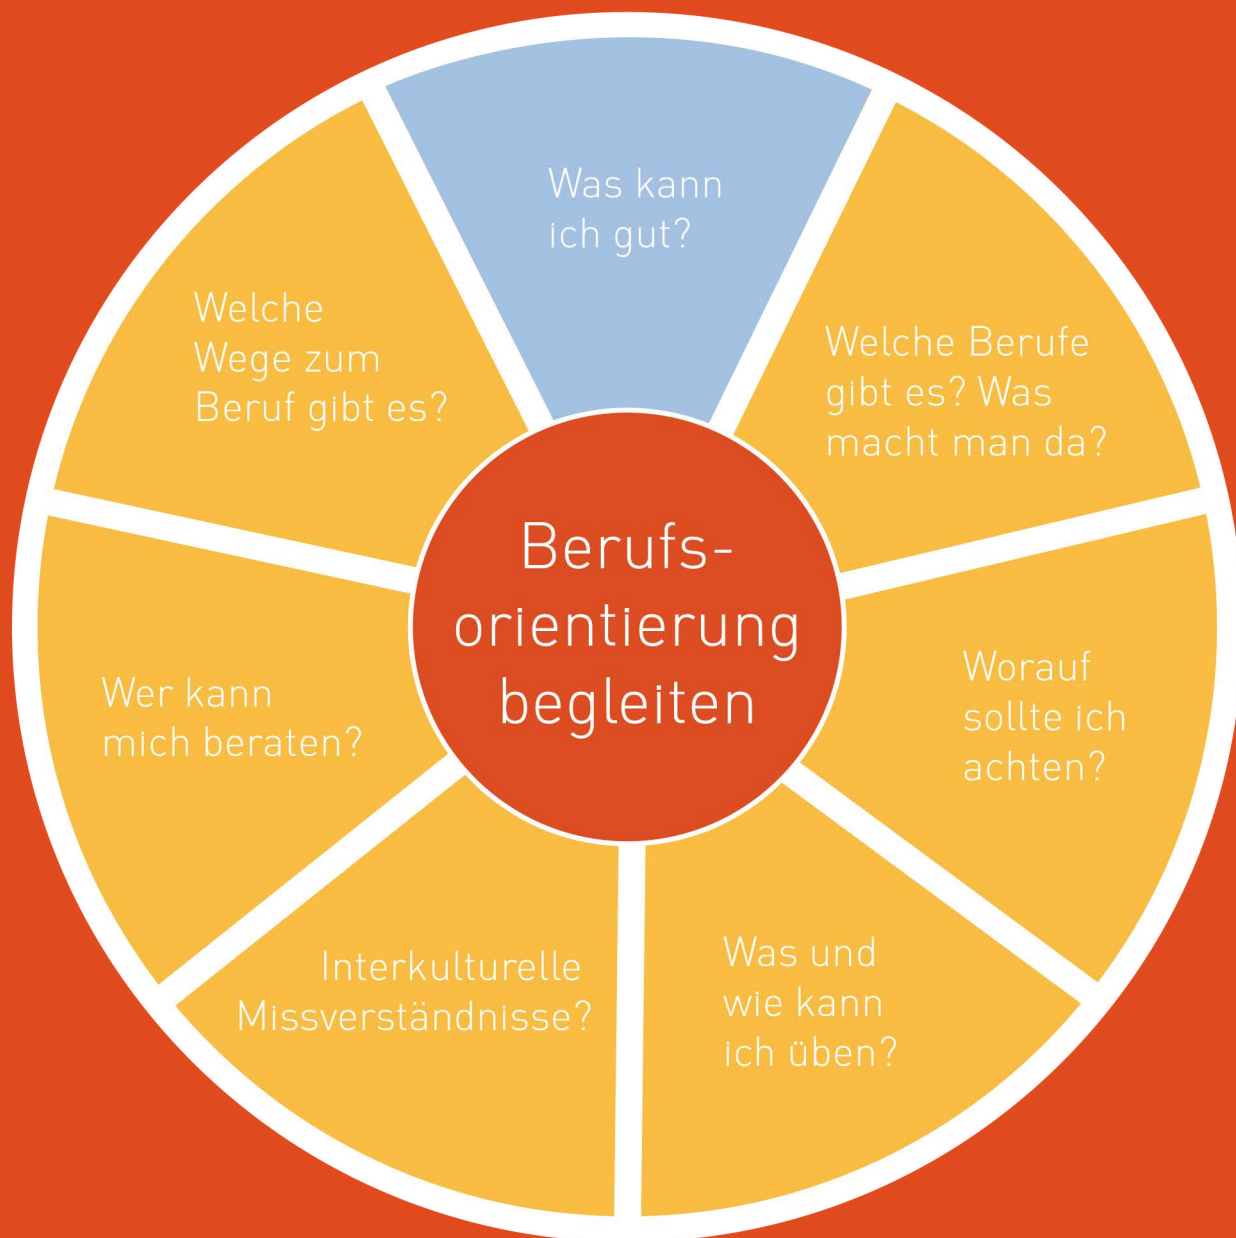 Was kann
ich gut?
Welche Berufe
gibt es? Was
macht man da?
Worauf
sollte ich
achten?
Was und
wie kann
ich üben?
Interkulturelle
Missverständnisse?
Wer kann
mich beraten?
Welche
Wege zum
Beruf gibt es?
Berufs-
orientierung
begleiten